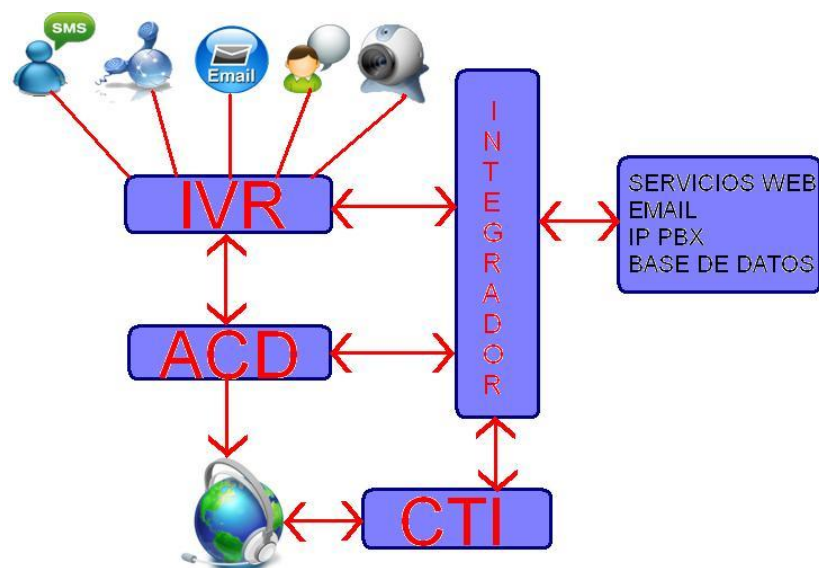 SMS
Email
IVR
INTEGRADOR
SERVICIOS WEB
EMAIL
IP PBX
BASE DE DATOS
ACD
CTI